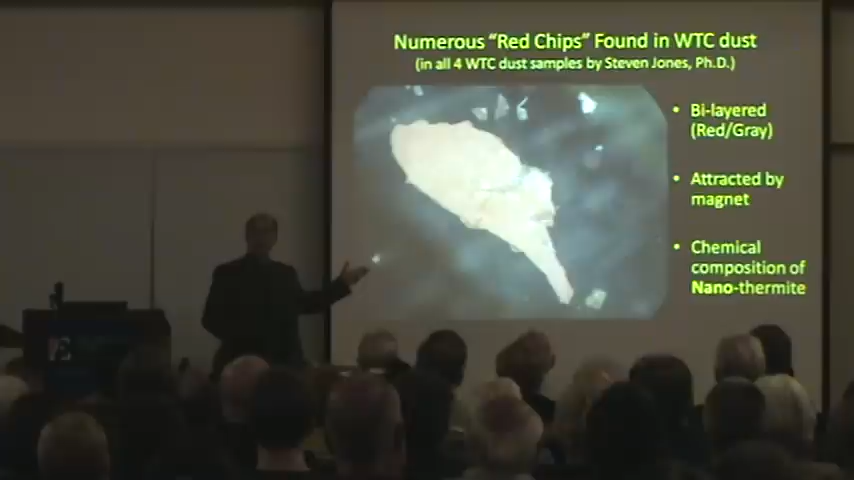 Numerous “Red Chips” Found in WTC dust
(in all 4 WTC dust samples by Steven Jones, Ph.D.)
• Bi-layered
(Red/Gray)
• Attracted by
magnet
• Chemical
composition of
Nano-thermite